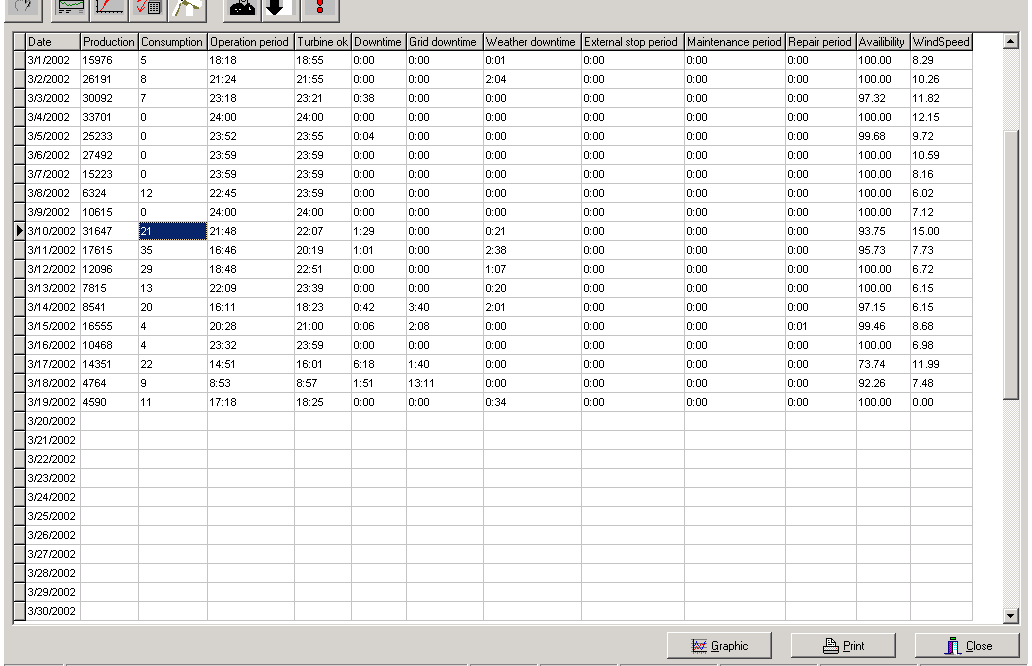 Date Production Consumption Operation period Turbine ok Downtime Grid downtime Weather downtime External stop period Maintenance period Repair period Availibility WindSpeed
3/1/2002 15976 5 18:18 18:55 0:00 0:00 0:01 0:00 0:00 0:00 100.00 8.29
3/2/2002 26191 8 21:24 21:55 0:00 0:00 2:04 0:00 0:00 0:00 100.00 10.26
3/3/2002 30092 7 23:18 23:21 0:38 0:00 0:00 0:00 0:00 0:00 97.32 11.82
3/4/2002 33701 0 24:00 24:00 0:00 0:00 0:00 0:00 0:00 0:00 100.00 12.15
3/5/2002 25233 0 23:52 23:55 0:04 0:00 0:00 0:00 0:00 0:00 99.68 9.72
3/6/2002 27492 0 23:59 23:59 0:00 0:00 0:00 0:00 0:00 0:00 100.00 10.59
3/7/2002 15223 0 23:59 23:59 0:00 0:00 0:00 0:00 0:00 0:00 100.00 8.16
3/8/2002 6324 12 22:45 23:59 0:00 0:00 0:00 0:00 0:00 0:00 100.00 6.02
3/9/2002 10615 0 24:00 24:00 0:00 0:00 0:00 0:00 0:00 0:00 100.00 7.12
3/10/2002 31647 21 21:48 22:07 1:29 0:00 0:21 0:00 0:00 0:00 93.75 15.00
3/11/2002 17615 35 16:46 20:19 1:01 0:00 2:38 0:00 0:00 0:00 95.73 7.73
3/12/2002 12096 29 18:48 22:51 0:00 0:00 1:07 0:00 0:00 0:00 100.00 6.72
3/13/2002 7815 13 22:09 23:39 0:00 0:00 0:20 0:00 0:00 0:00 100.00 6.15
3/14/2002 8541 20 16:11 18:23 0:42 3:40 2:01 0:00 0:00 0:00 97.15 6.15
3/15/2002 16555 4 20:28 21:00 0:06 2:08 0:00 0:00 0:00 0:01 99.46 8.68
3/16/2002 10468 4 23:32 23:59 0:00 0:00 0:00 0:00 0:00 0:00 100.00 6.98
3/17/2002 14351 22 14:51 16:01 6:18 1:40 0:00 0:00 0:00 0:00 73.74 11.99
3/18/2002 4764 9 8:53 8:57 1:51 13:11 0:00 0:00 0:00 0:00 92.26 7.48
3/19/2002 4590 11 17:18 18:25 0:00 0:00 0:34 0:00 0:00 0:00 100.00 0.00
3/20/2002
3/21/2002
3/22/2002
3/23/2002
3/24/2002
3/25/2002
3/26/2002
3/27/2002
3/28/2002
3/29/2002
3/30/2002
Graphic Print Close